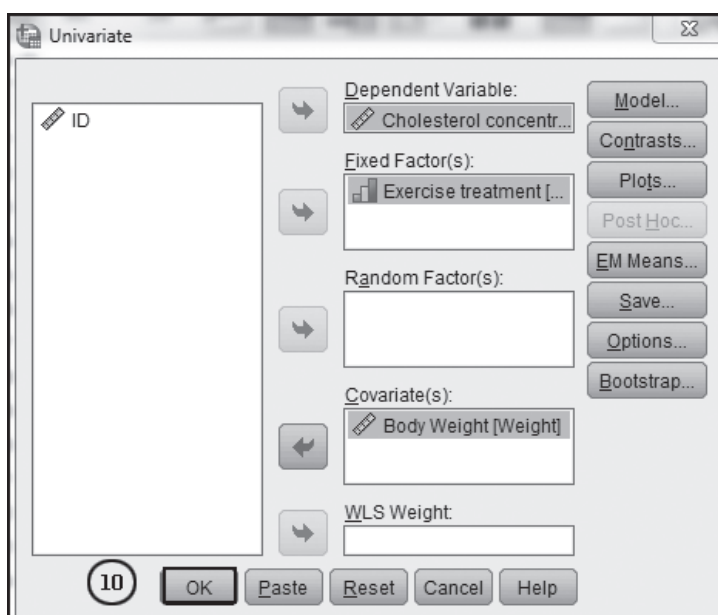 Univariate
ID
Dependent Variable:
Cholesterol concentr...
Fixed Factor(s):
Exercise treatment [...
Random Factor(s):
Covariate(s):
Body Weight [Weight]
WLS Weight:
Model...
Contrasts...
Plots...
Post Hoc...
EM Means...
Save...
Options...
Bootstrap...
10
OK
Paste
Reset
Cancel
Help